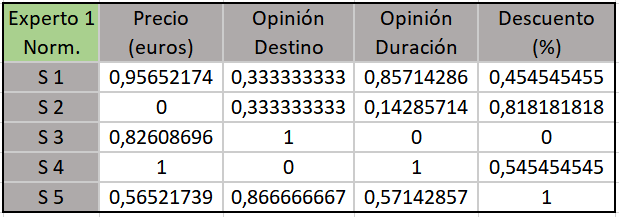 Experto 1 Norm. Precio (euros) Opinión Destino Opinión Duración Descuento (%)
S 1 0,95652174 0,333333333 0,85714286 0,454545455
S 2 0 0,333333333 0,14285714 0,818181818
S 3 0,82608696 1 0 0
S 4 1 0 1 0,545454545
S 5 0,56521739 0,866666667 0,57142857 1